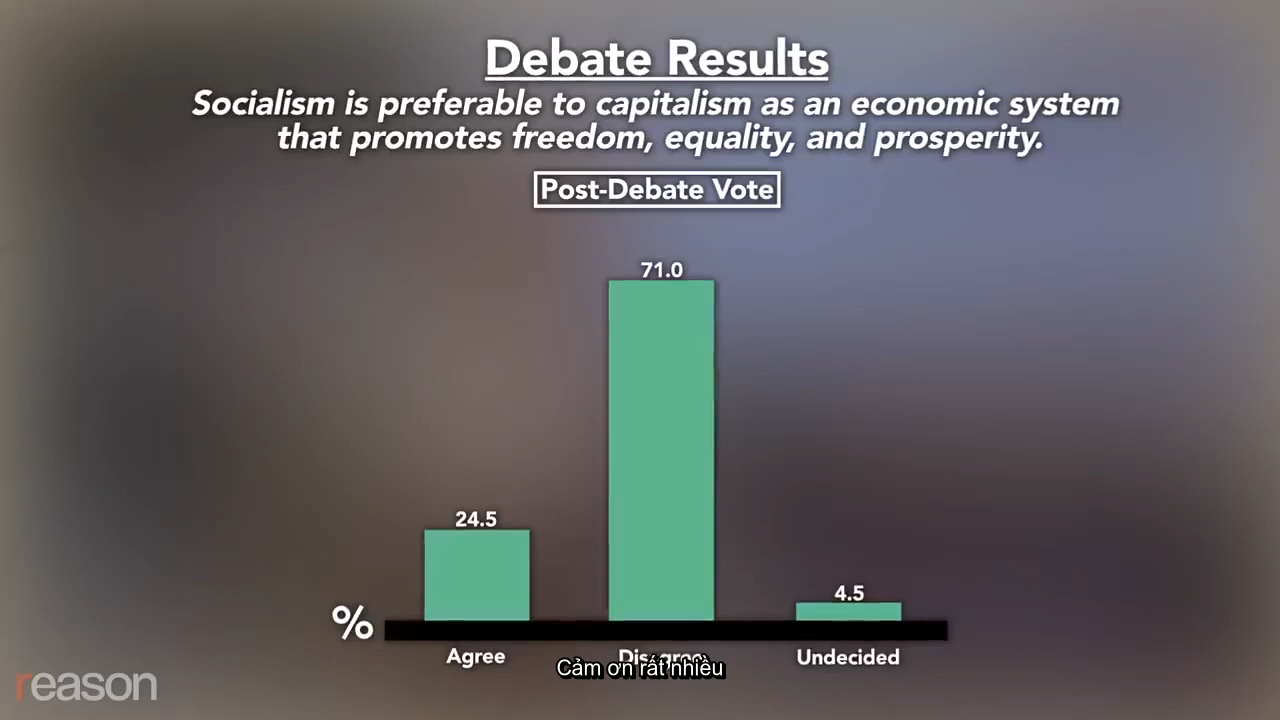 Debate Results
Socialism is preferable to capitalism as an economic system
that promotes freedom, equality, and prosperity.
Post-Debate Vote
71.0
24.5
4.5
%
Agree
Disagree
Undecided
Cảm ơn rất nhiều
reason